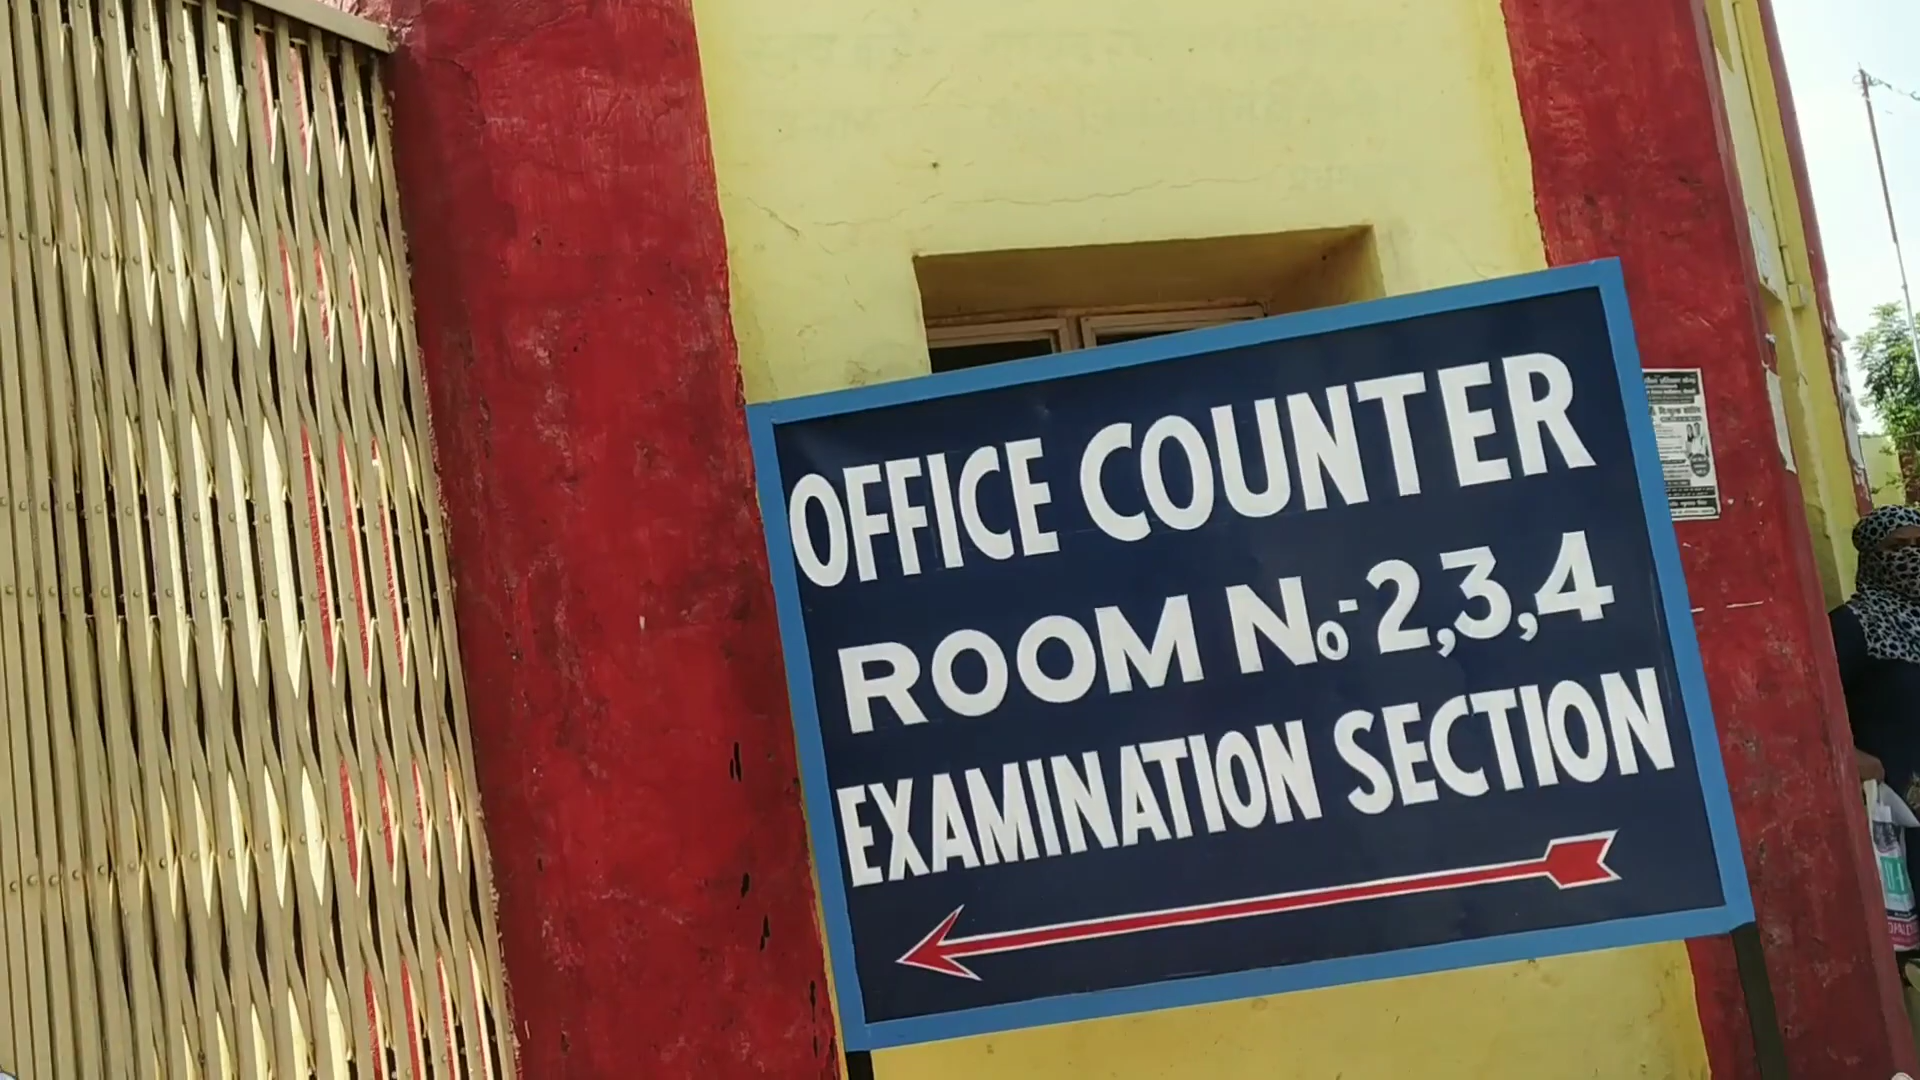 OFFICE COUNTER
ROOM No- 2,3,4
EXAMINATION SECTION